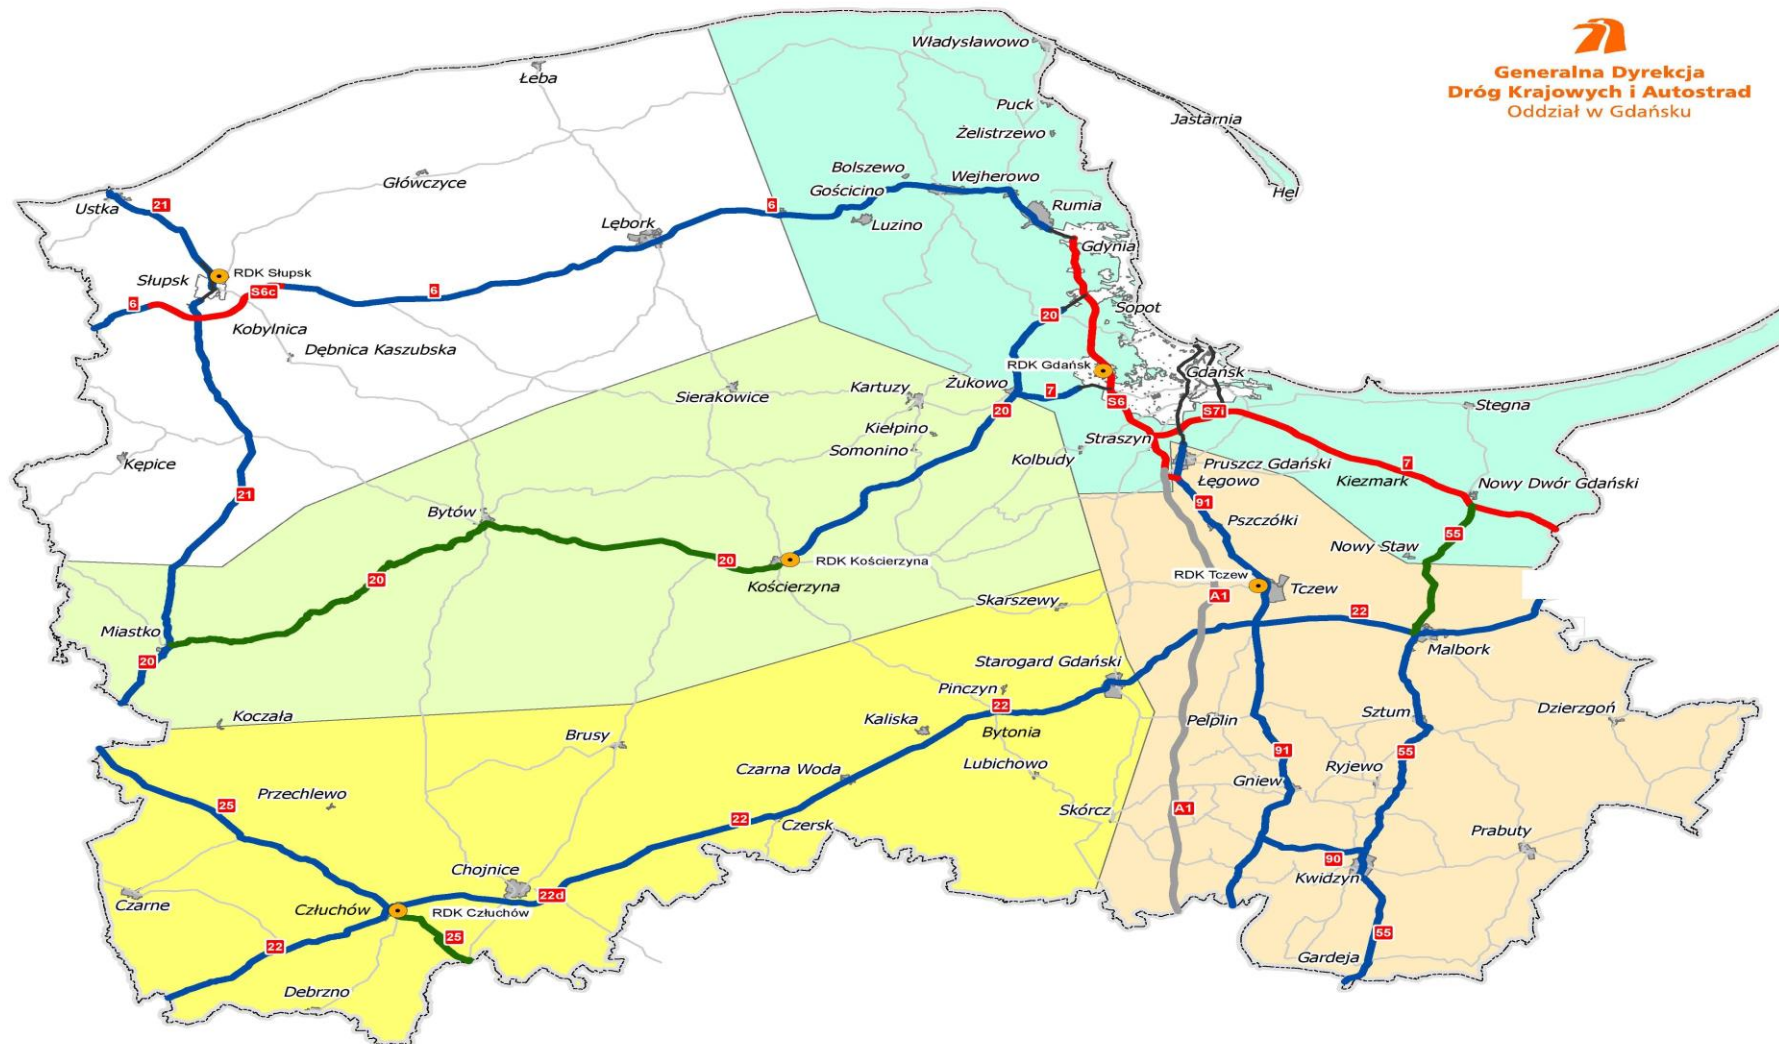 Generalna Dyrekcja
Dróg Krajowych i Autostrad
Oddział w Gdańsku
Władysławowo
Łeba
Puck
Jastarnia
Żelistrzewo
Bolszewo
Główczyce
Wejherowo
Hel
Gościcino
Ustka
21
6
Rumia
Lębork
Luzino
Gdynia
RDK Słupsk
Słupsk
S6c
6
6
Sopot
20
Kobylnica
Dębnica Kaszubska
RDK Gdańsk
Gdańsk
Kartuzy
Żukowo
7
Sierakowice
S6
S7i
Stegna
20
Kiełpino
Straszyn
Somonino
Kolbudy
Kępice
Pruszcz Gdański
7
Łęgowo
Kiezmark
Nowy Dwór Gdański
21
91
Bytów
Pszczółki
55
Nowy Staw
20
RDK Kościerzyna
RDK Tczew
20
Kościerzyna
Tczew
A1
Skarszewy
22
Miastko
Malbork
20
Starogard Gdański
Pinczyn
22
Koczała
Kaliska
Pelplin
Sztum
Dzierzgoń
Brusy
Bytonia
91
55
Czarna Woda
Lubichowo
Gniew
Ryjewo
Przechlewo
25
A1
Skórcz
22
Czersk
Prabuty
90
Chojnice
Kwidzyn
22d
Czarne
Człuchów
RDK Człuchów
25
22
55
Gardeja
Debrzno